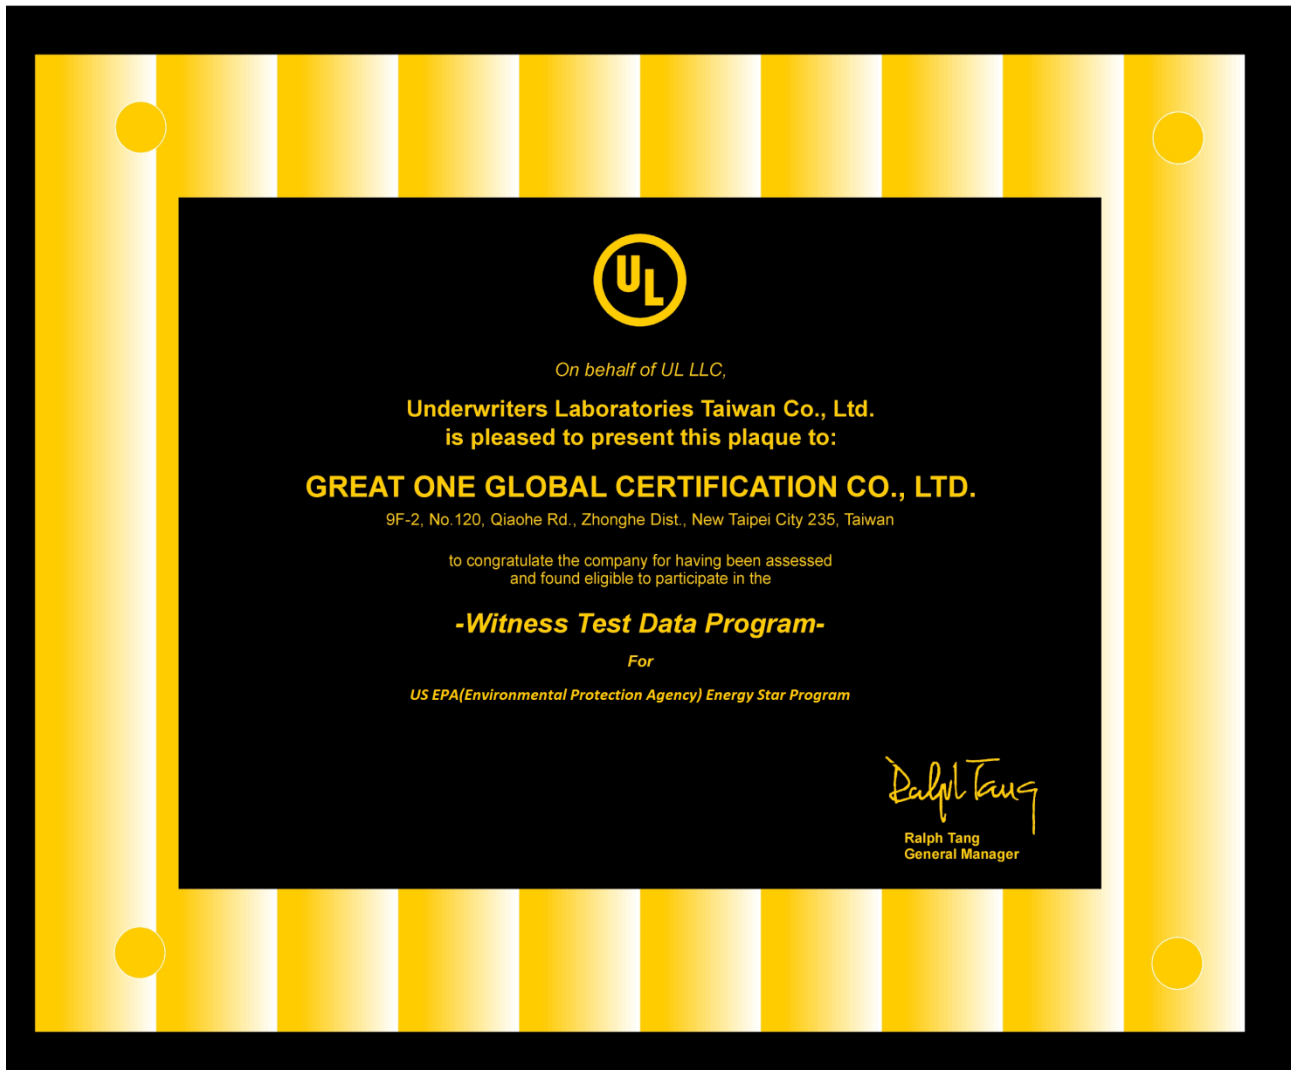 UL
On behalf of UL LLC,
Underwriters Laboratories Taiwan Co., Ltd.
is pleased to present this plaque to:
GREAT ONE GLOBAL CERTIFICATION CO., LTD.
9F-2, No.120, Qiaohe Rd., Zhonghe Dist., New Taipei City 235, Taiwan
to congratulate the company for having been assessed
and found eligible to participate in the
-Witness Test Data Program-
For
US EPA(Environmental Protection Agency) Energy Star Program
Ralph Tang
Ralph Tang
General Manager